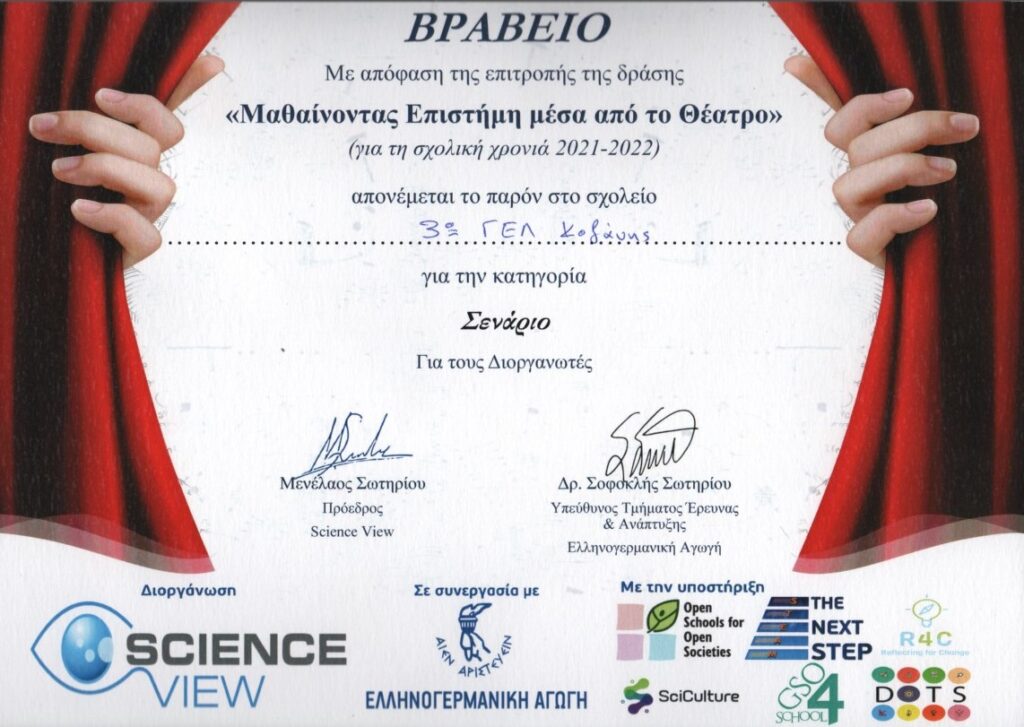 ΒΡΑΒΕΙΟ
Με απόφαση της επιτροπής της δράσης
«Μαθαίνοντας Επιστήμη μέσα από το Θέατρο»
(για τη σχολική χρονιά 2021-2022)
απονέμεται το παρόν στο σχολείο
3ο ΓΕΛ Κοζάνης
για την κατηγορία
Σενάριο
Για τους Διοργανωτές
Μενέλαος Σωτηρίου
Πρόεδρος
Science View
Δρ. Σοφοκλής Σωτηρίου
Υπεύθυνος Τμήματος Έρευνας
& Ανάπτυξης
Ελληνογερμανική Αγωγή
Διοργάνωση
SCIENCE
VIEW
Σε συνεργασία με
ΑΙΕΝ ΑΡΙΣΤΕΥΕΙΝ
ΕΛΛΗΝΟΓΕΡΜΑΝΙΚΗ ΑΓΩΓΗ
Με την υποστήριξη
Open
Schools for
Open
Societies
THE
NEXT
STEP
R4C
Reflecting for Change
SciCulture
GSO
4
SCHOOL
DOTS